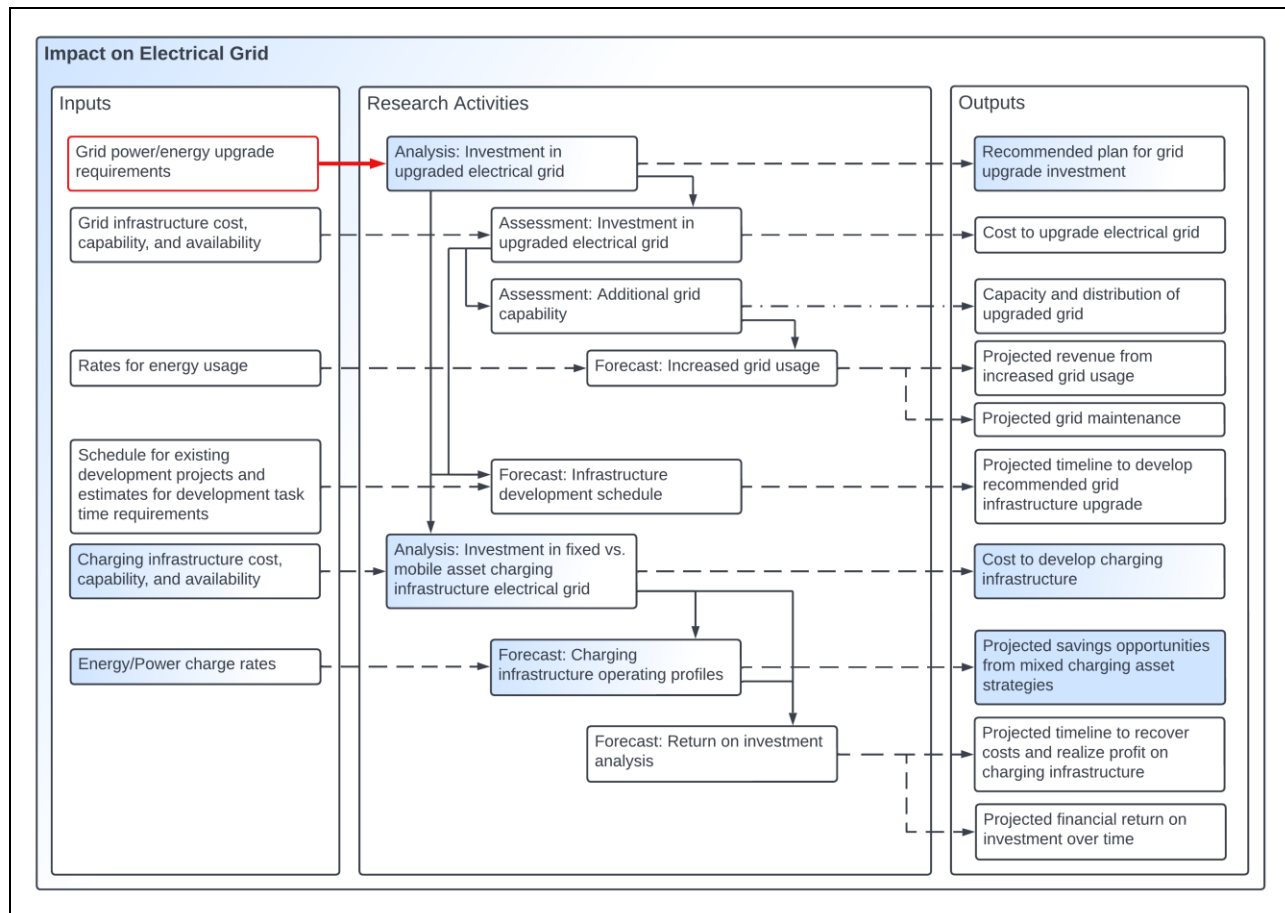 Impact on Electrical Grid
Inputs
Grid power/energy upgrade
requirements
Grid infrastructure cost,
capability, and availability
Rates for energy usage
Schedule for existing
development projects and
estimates for development task
time requirements
Charging infrastructure cost,
capability, and availability
Energy/Power charge rates
Research Activities
Analysis: Investment in
upgraded electrical grid
Assessment: Investment in
upgraded electrical grid
Assessment: Additional grid
capability
Forecast: Increased grid usage
Forecast: Infrastructure
development schedule
Analysis: Investment in fixed vs.
mobile asset charging
infrastructure electrical grid
Forecast: Charging
infrastructure operating profiles
Forecast: Return on investment
analysis
Outputs
Recommended plan for grid
upgrade investment
Cost to upgrade electrical grid
Capacity and distribution of
upgraded grid
Projected revenue from
increased grid usage
Projected grid maintenance
Projected timeline to develop
recommended grid
infrastructure upgrade
Cost to develop charging
infrastructure
Projected savings opportunities
from mixed charging asset
strategies
Projected timeline to recover
costs and realize profit on
charging infrastructure
Projected financial return on
investment over time